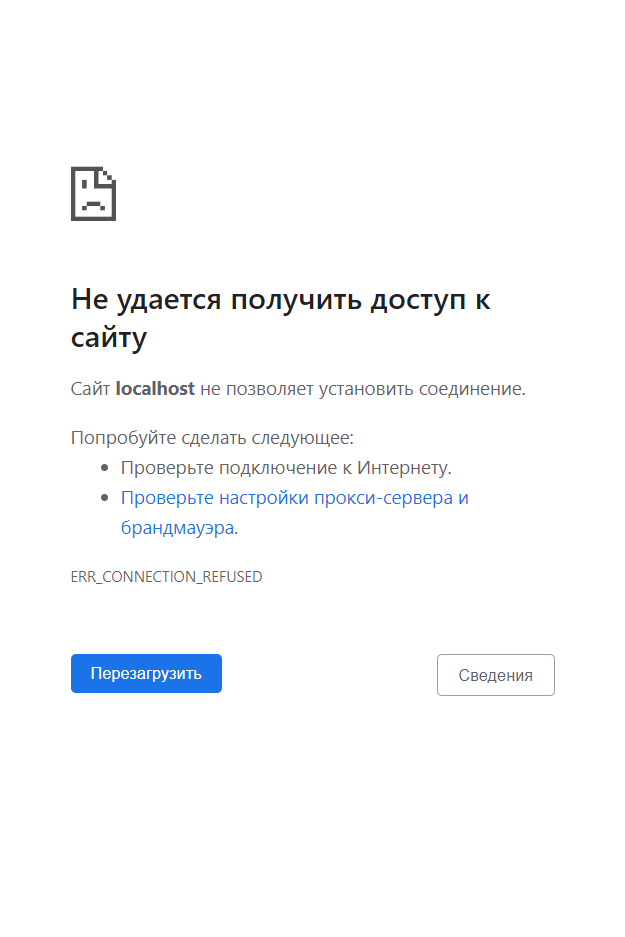 Не удается получить доступ к
сайту
Сайт localhost не позволяет установить соединение.
Попробуйте сделать следующее:
Проверьте подключение к Интернету.
Проверьте настройки прокси-сервера и
брандмауэра.
ERR_CONNECTION_REFUSED
Перезагрузить
Сведения